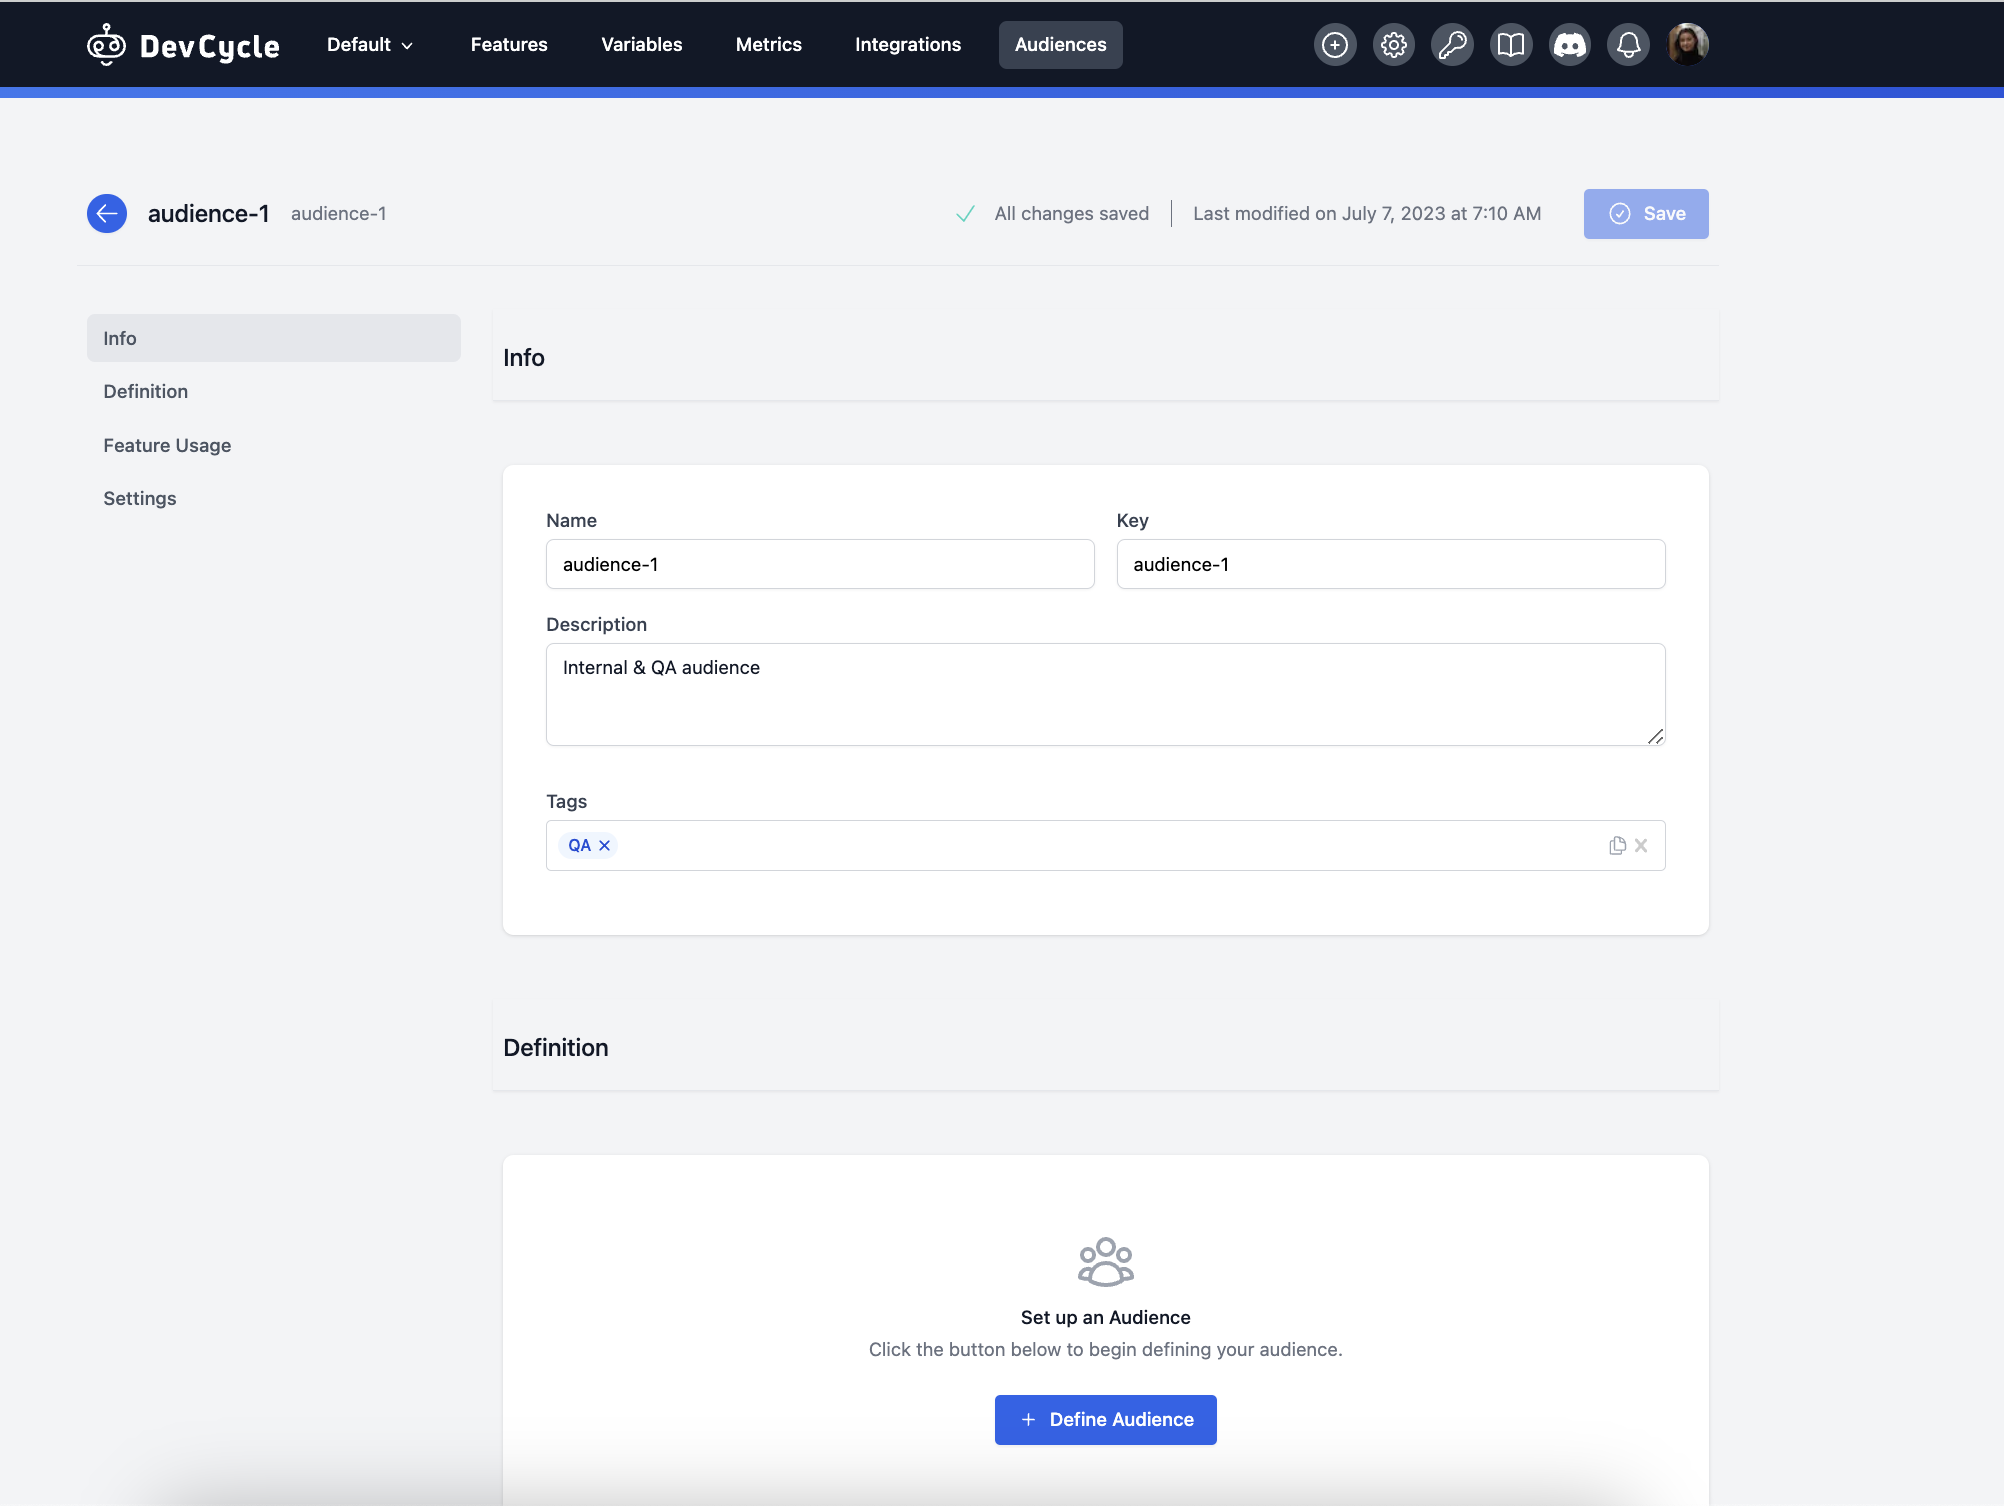 DevCycle Default Features Variables Metrics Integrations Audiences
audience-1 audience-1 All changes saved Last modified on July 7, 2023 at 7:10 AM Save
Info
Definition
Feature Usage
Settings
Info
Name Key
audience-1 audience-1
Description
Internal & QA audience
Tags
QA
Definition
Set up an Audience
Click the button below to begin defining your audience.
+ Define Audience